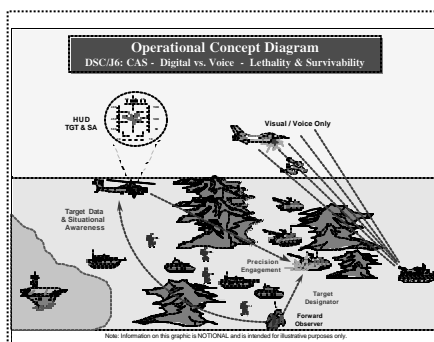 Operational Concept Diagram
DSC/J6: CAS - Digital vs. Voice - Lethality & Survivability
HUD
TGT & SA
Visual / Voice Only
Target Data
& Situational
Awareness
Precision
Engagement
Target
Designator
Forward
Observer
Note: Information on this graphic is NOTIONAL and is intended for illustrative purposes only.